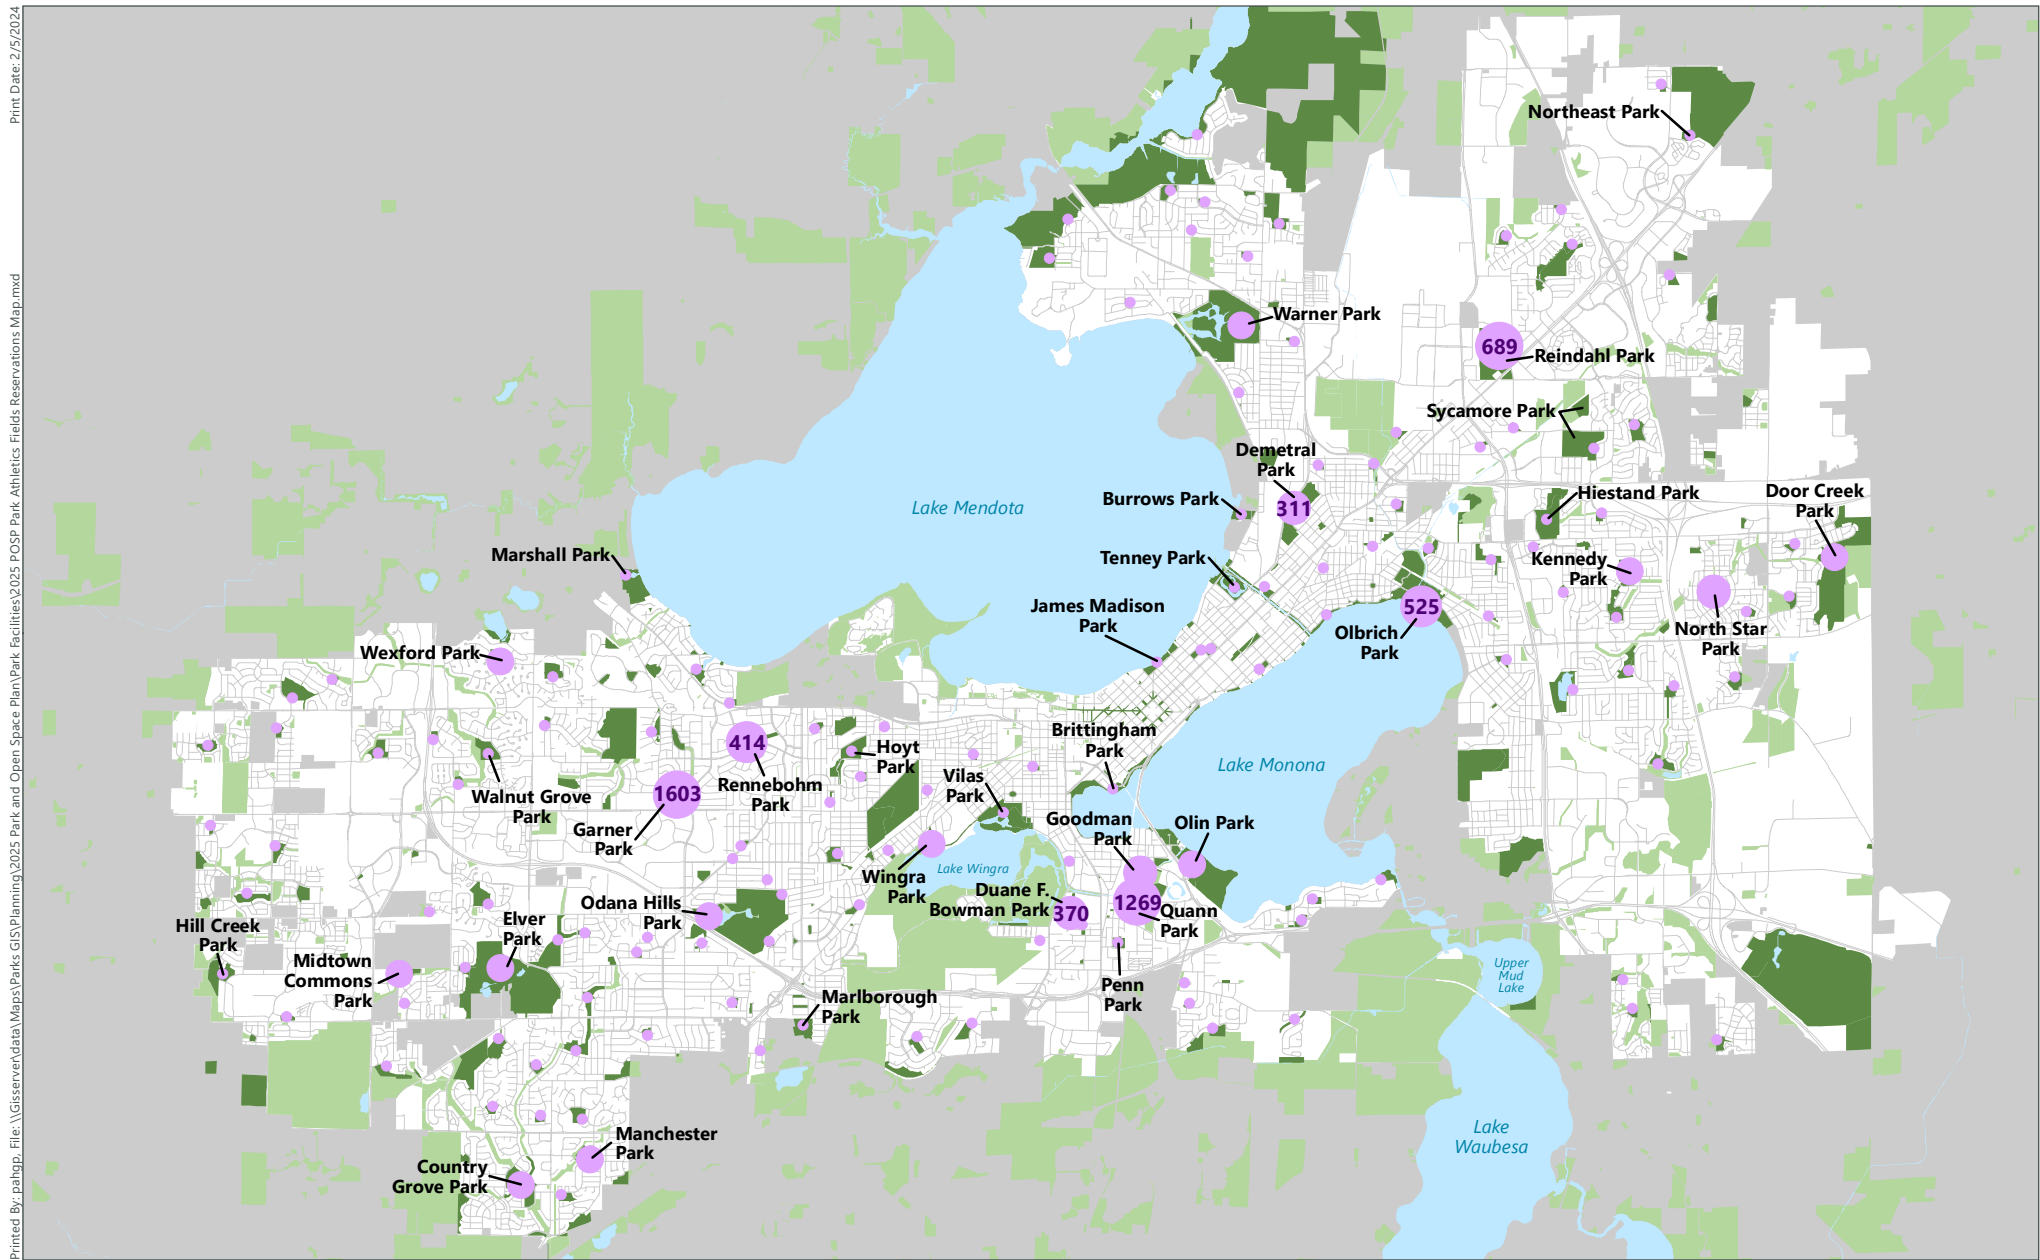 Print Date: 2/5/2024
Printed By: pahgp, File: \\Gisserver\data\Maps\Parks GIS\Planning\2025 Park and Open Space Plan\Park Facilities\2025 POSP Park Athletics Fields Reservations Map.mxd
Northeast Park
Warner Park
689
Reindahl Park
Sycamore Park
Demetral
Park
311
Burrows Park
Hiestand Park
Door Creek
Park
Lake Mendota
Marshall Park
Tenney Park
Kennedy
Park
James Madison
Park
525
Olbrich
Park
North Star
Park
Wexford Park
Brittingham
Park
414
Rennebohm
Park
Hoyt
Park
Vilas
Park
Lake Monona
1603
Garner
Park
Walnut Grove
Park
Goodman
Park
Olin Park
Wingra
Park
Lake Wingra
Duane F.
Bowman Park
370
1269
Quann
Park
Odana Hills
Park
Elver
Park
Hill Creek
Park
Midtown
Commons
Park
Penn
Park
Marlborough
Park
Upper
Mud
Lake
Lake
Waubesa
Manchester
Park
Country
Grove Park